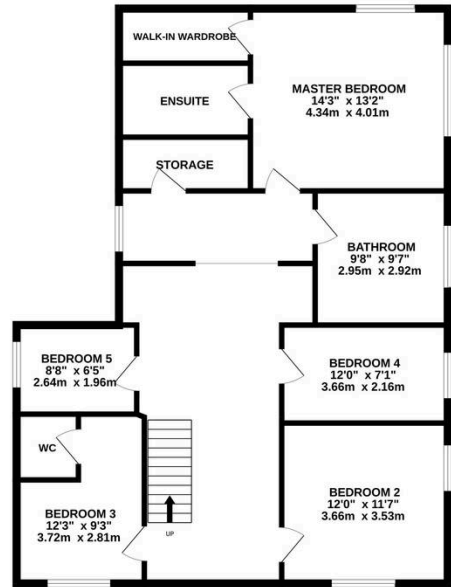 WALK-IN WARDROBE
MASTER BEDROOM
14'3" x 13'2"
4.34m x 4.01m
ENSUITE
STORAGE
BATHROOM
9'8" x 9'7"
2.95m x 2.92m
BEDROOM 5
8'8" x 6'5"
2.64m x 1.96m
BEDROOM 4
12'0" x 7'1"
3.66m x 2.16m
WC
BEDROOM 2
12'0" x 11'7"
3.66m x 3.53m
BEDROOM 3
12'3" x 9'3"
3.72m x 2.81m
UP